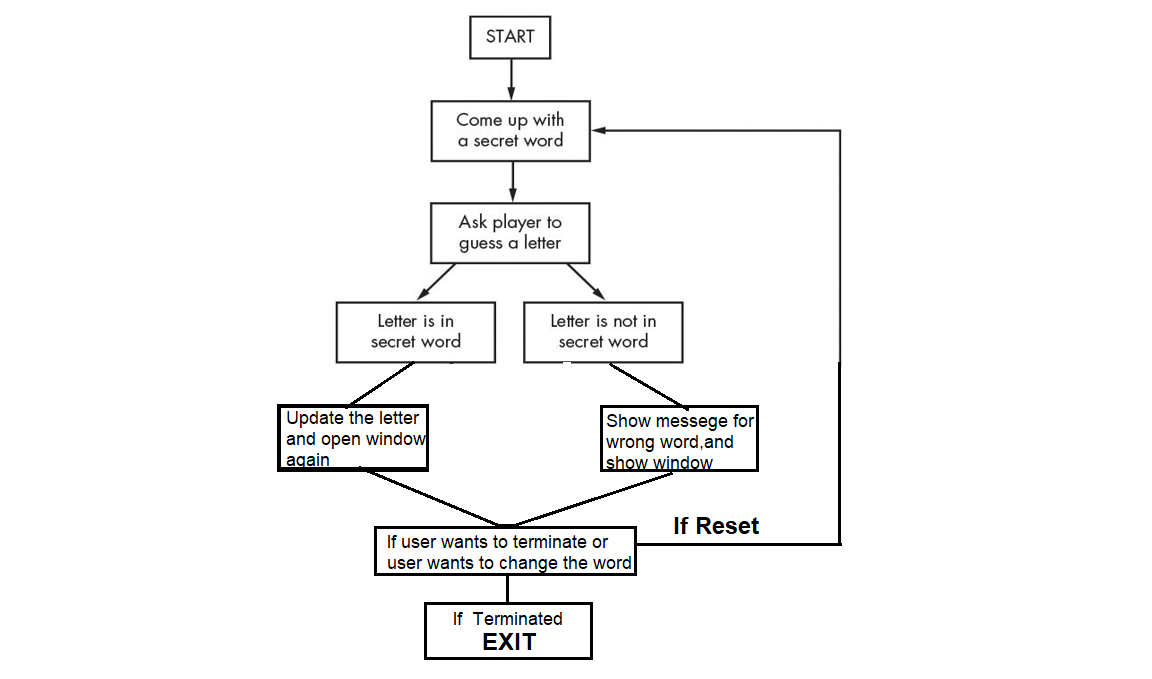 START
Come up with
a secret word
Ask player to
guess a letter
Letter is in
secret word
Letter is not in
secret word
Update the letter
and open window
again
Show messege for
wrong word,and
show window
If user wants to terminate or
user wants to change the word
If Reset
If Terminated
EXIT